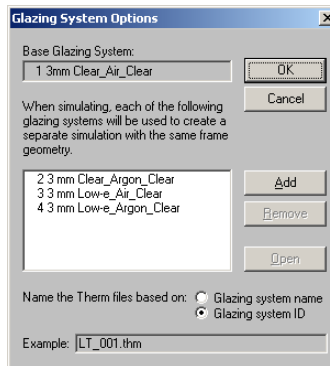 Glazing System Options
Base Glazing System:
1 3mm Clear_Air_Clear
OK
Cancel
When simulating, each of the following
glazing systems will be used to create a
separate simulation with the same frame
geometry.
2 3 mm Clear_Argon_Clear
3 3 mm Low-e_Air_Clear
4 3 mm Low-e_Argon_Clear
Add
Remove
Open
Name the Therm files based on:
Glazing system name
Glazing system ID
Example: LT_001.thm